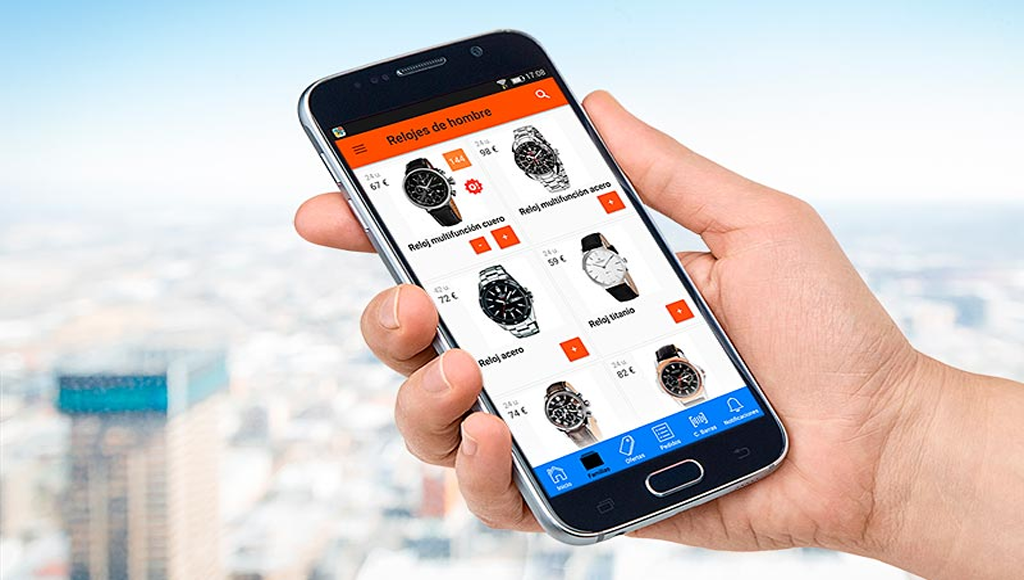 17:08
Relojes de hombre
24 u.
67 €
144
Reloj multifunción cuero
-
+
24 u.
98 €
Reloj multifunción acero
+
42 u.
72 €
Reloj acero
+
24 u.
59 €
Reloj titanio
+
24 u.
74 €
24 u.
82 €
Inicio
Familias
Ofertas
Pedidos
C. Barras
Notificaciones